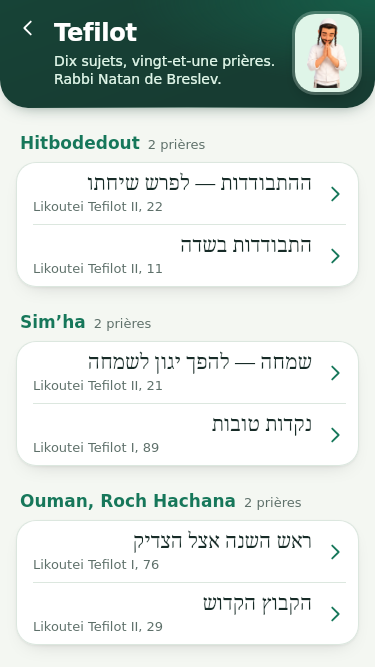 Tefilot
Dix sujets, vingt-et-une prières.
Rabbi Natan de Breslev.
Hitbodedout 2 prières
ההתבודדות — לפרש שיחתו
Likoutei Tefilot II, 22
התבודדות בשדה
Likoutei Tefilot II, 11
Sim’ha 2 prières
שמחה — להפך יגון לשמחה
Likoutei Tefilot II, 21
נקדות טובות
Likoutei Tefilot I, 89
Ouman, Roch Hachana 2 prières
ראש השנה אצל הצדיק
Likoutei Tefilot I, 76
הקבוץ הקדוש
Likoutei Tefilot II, 29